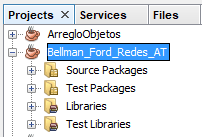 Projects Services Files
ArregloObjetos
Bellman_Ford_Redes_AT
Source Packages
Test Packages
Libraries
Test Libraries